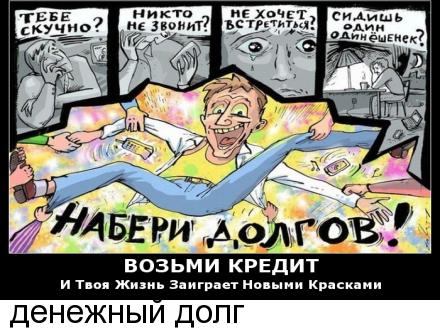 ТЕБЕ
СКУЧНО?
НИКТО
НЕ ЗВОНИТ?
НЕ ХОЧЕТ
ВСТРЕТИТЬСЯ?
СИДИШЬ
ОДИН
ОДИНЁШЕНЕК?
НАБЕРИ ДОЛГОВ!
ВОЗЬМИ КРЕДИТ
И Твоя Жизнь Заиграет Новыми Красками
денежный долг